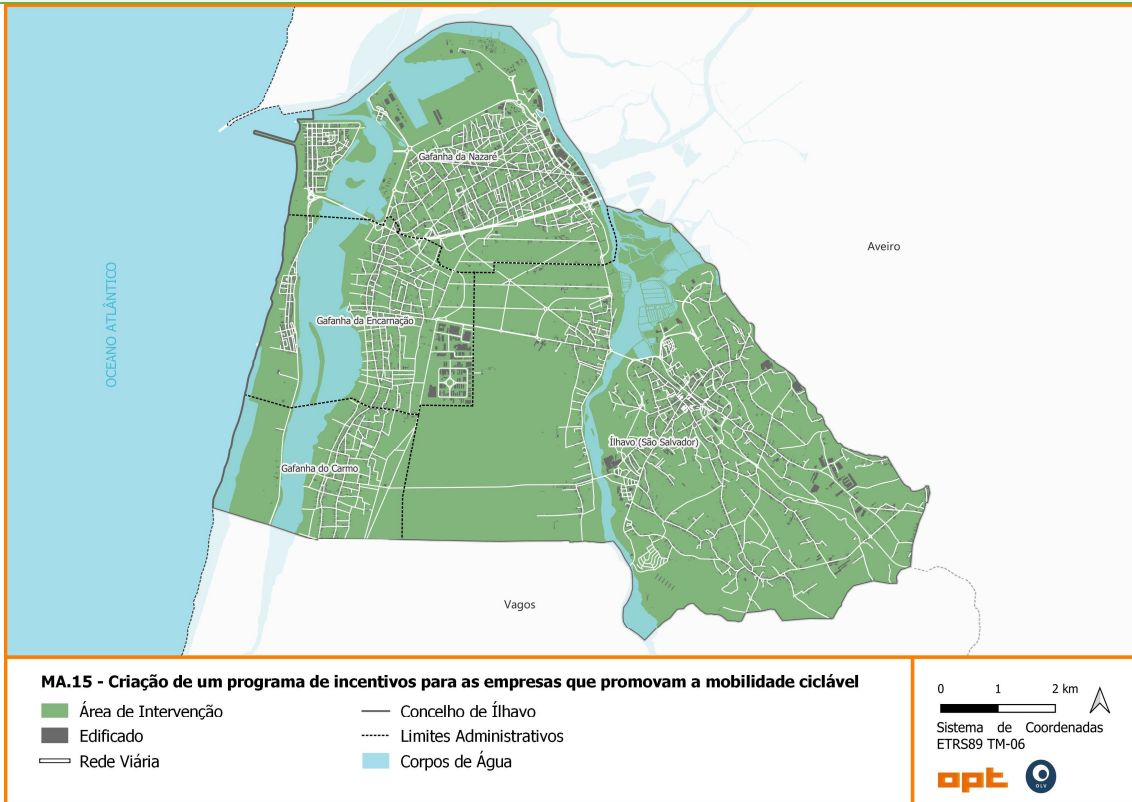 Gafanha da Nazaré
Aveiro
OCEANO ATLÂNTICO
Gafanha da Encarnação
Ílhavo (São Salvador)
Gafanha do Carmo
Vagos
MA.15 - Criação de um programa de incentivos para as empresas que promovam a mobilidade ciclável
Área de Intervenção
Edificado
Rede Viária
Concelho de Ílhavo
Limites Administrativos
Corpos de Água
0 1 2 km
Sistema de Coordenadas
ETRS89 TM-06
opt
OLV